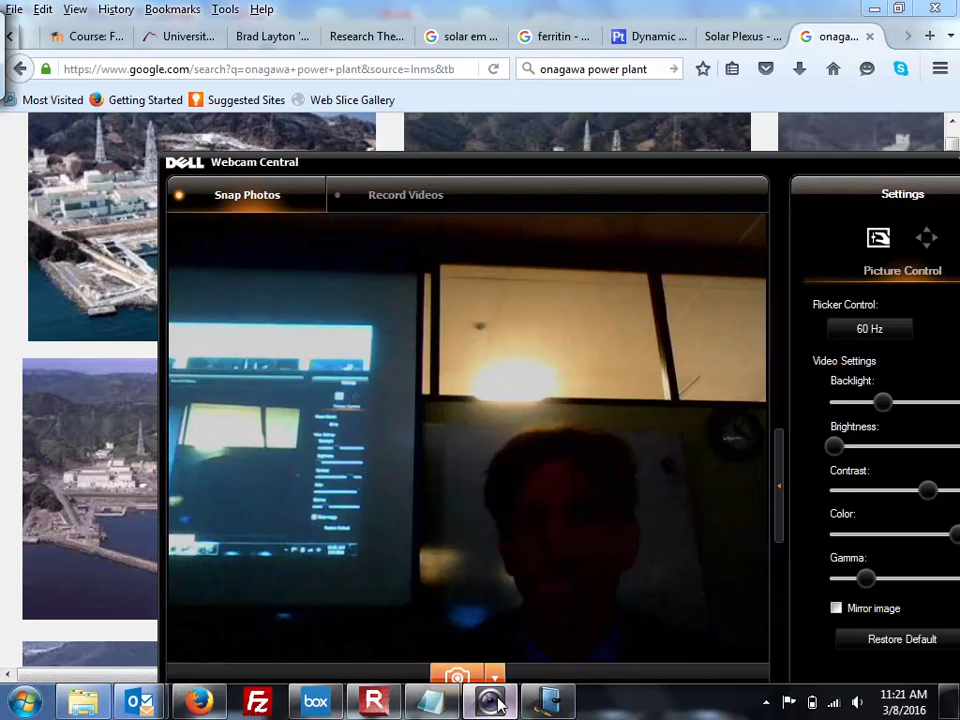 File Edit View History Bookmarks Tools Help
Course: F... Universit... Brad Layton '... Research The... solar em ... ferritin - ... Dynamic ... Solar Plexus - ... onaga...
https://www.google.com/search?q=onagawa+power+plant&source=lnms&tb
onagawa power plant
Most Visited Getting Started Suggested Sites Web Slice Gallery
DELL Webcam Central
Snap Photos Record Videos
Settings
Picture Control
Flicker Control:
60 Hz
Video Settings
Backlight:
Brightness:
Contrast:
Color:
Gamma:
Mirror image
Restore Default
box
11:21 AM
3/8/2016